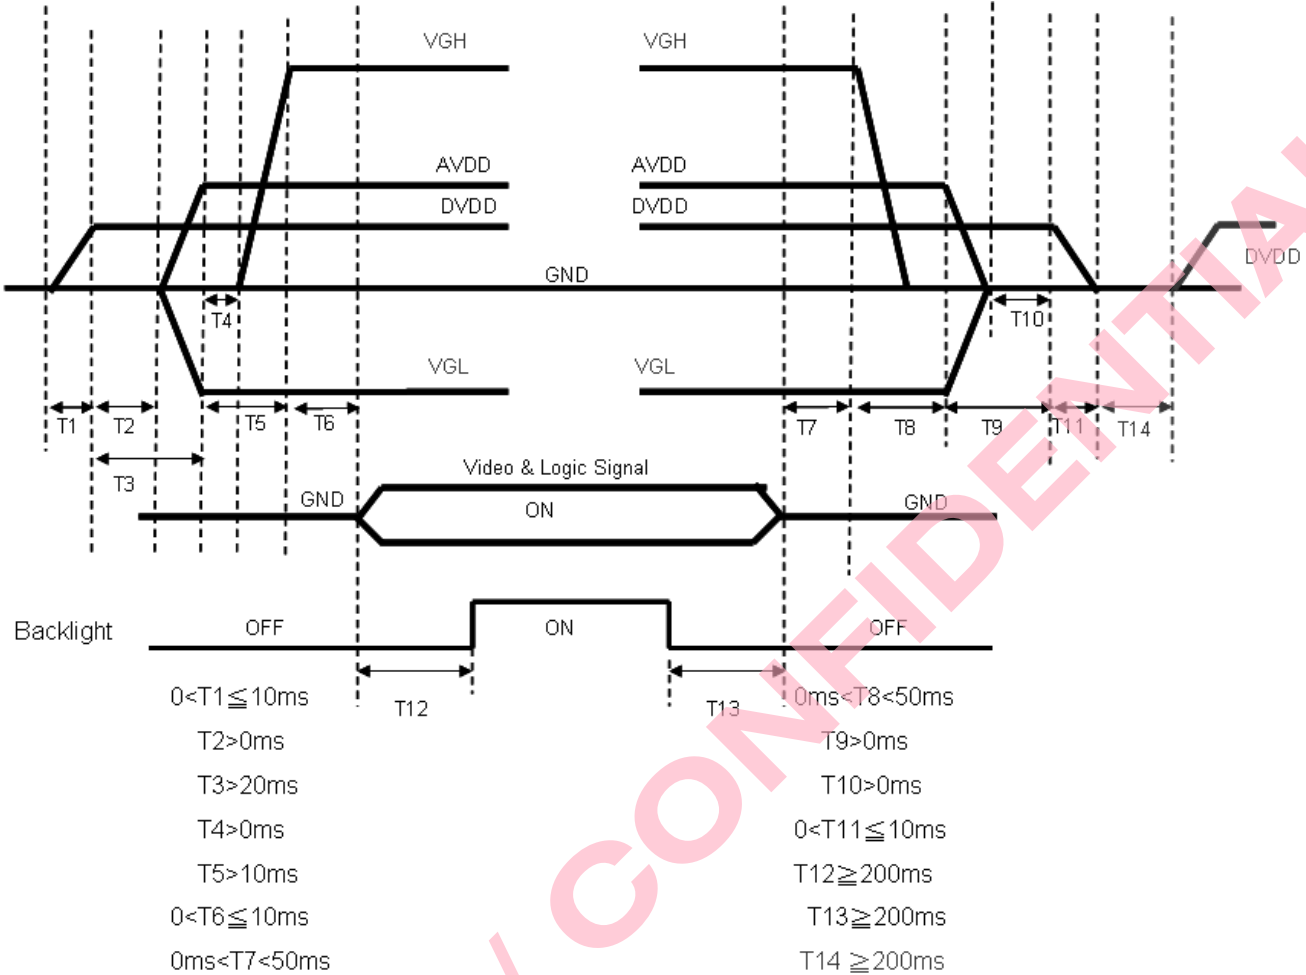 VGH VGH
AVDD AVDD
DVDD DVDD
GND
DVDD
T4 T10
VGL VGL
T1 T2 T5 T6 T7 T8 T9 T11 T14
T3
Video & Logic Signal
GND ON GND
Backlight OFF ON OFF
T12 T13
0<T1≦10ms
T2>0ms
T3>20ms
T4>0ms
T5>10ms
0<T6≦10ms
0ms<T7<50ms
0ms<T8<50ms
T9>0ms
T10>0ms
0<T11≦10ms
T12≧200ms
T13≧200ms
T14 ≧200ms
CONFIDENTIAL